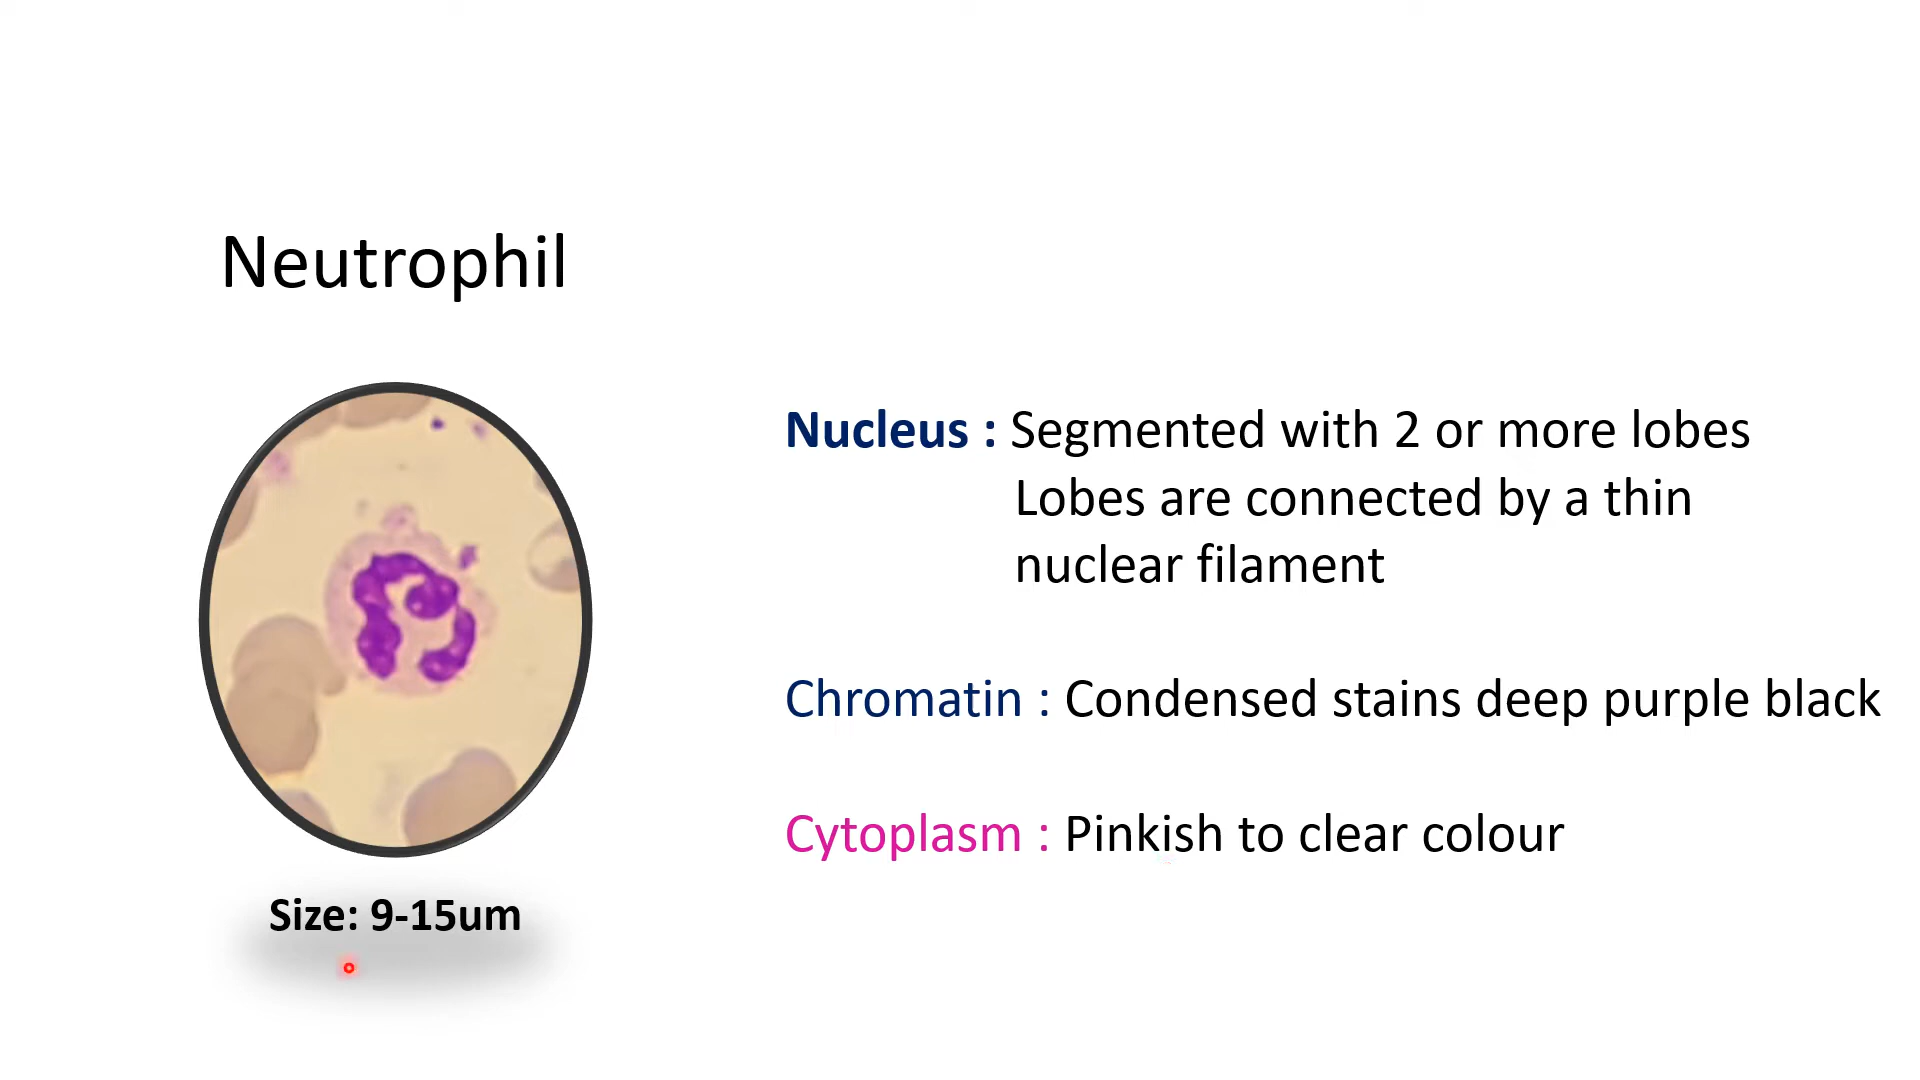 Neutrophil
Nucleus : Segmented with 2 or more lobes
Lobes are connected by a thin
nuclear filament
Chromatin : Condensed stains deep purple black
Cytoplasm : Pinkish to clear colour
Size: 9-15um